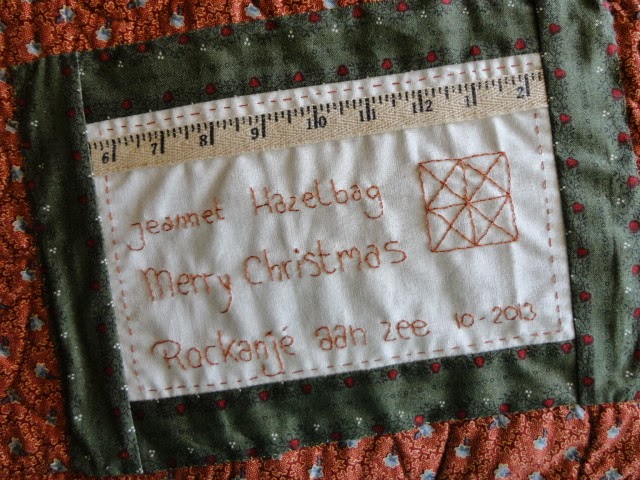 6 7 8 9 10 11 12 1 2
jeannet Hazelbag
Merry Christmas
Rockanjé aan zee 10-2013